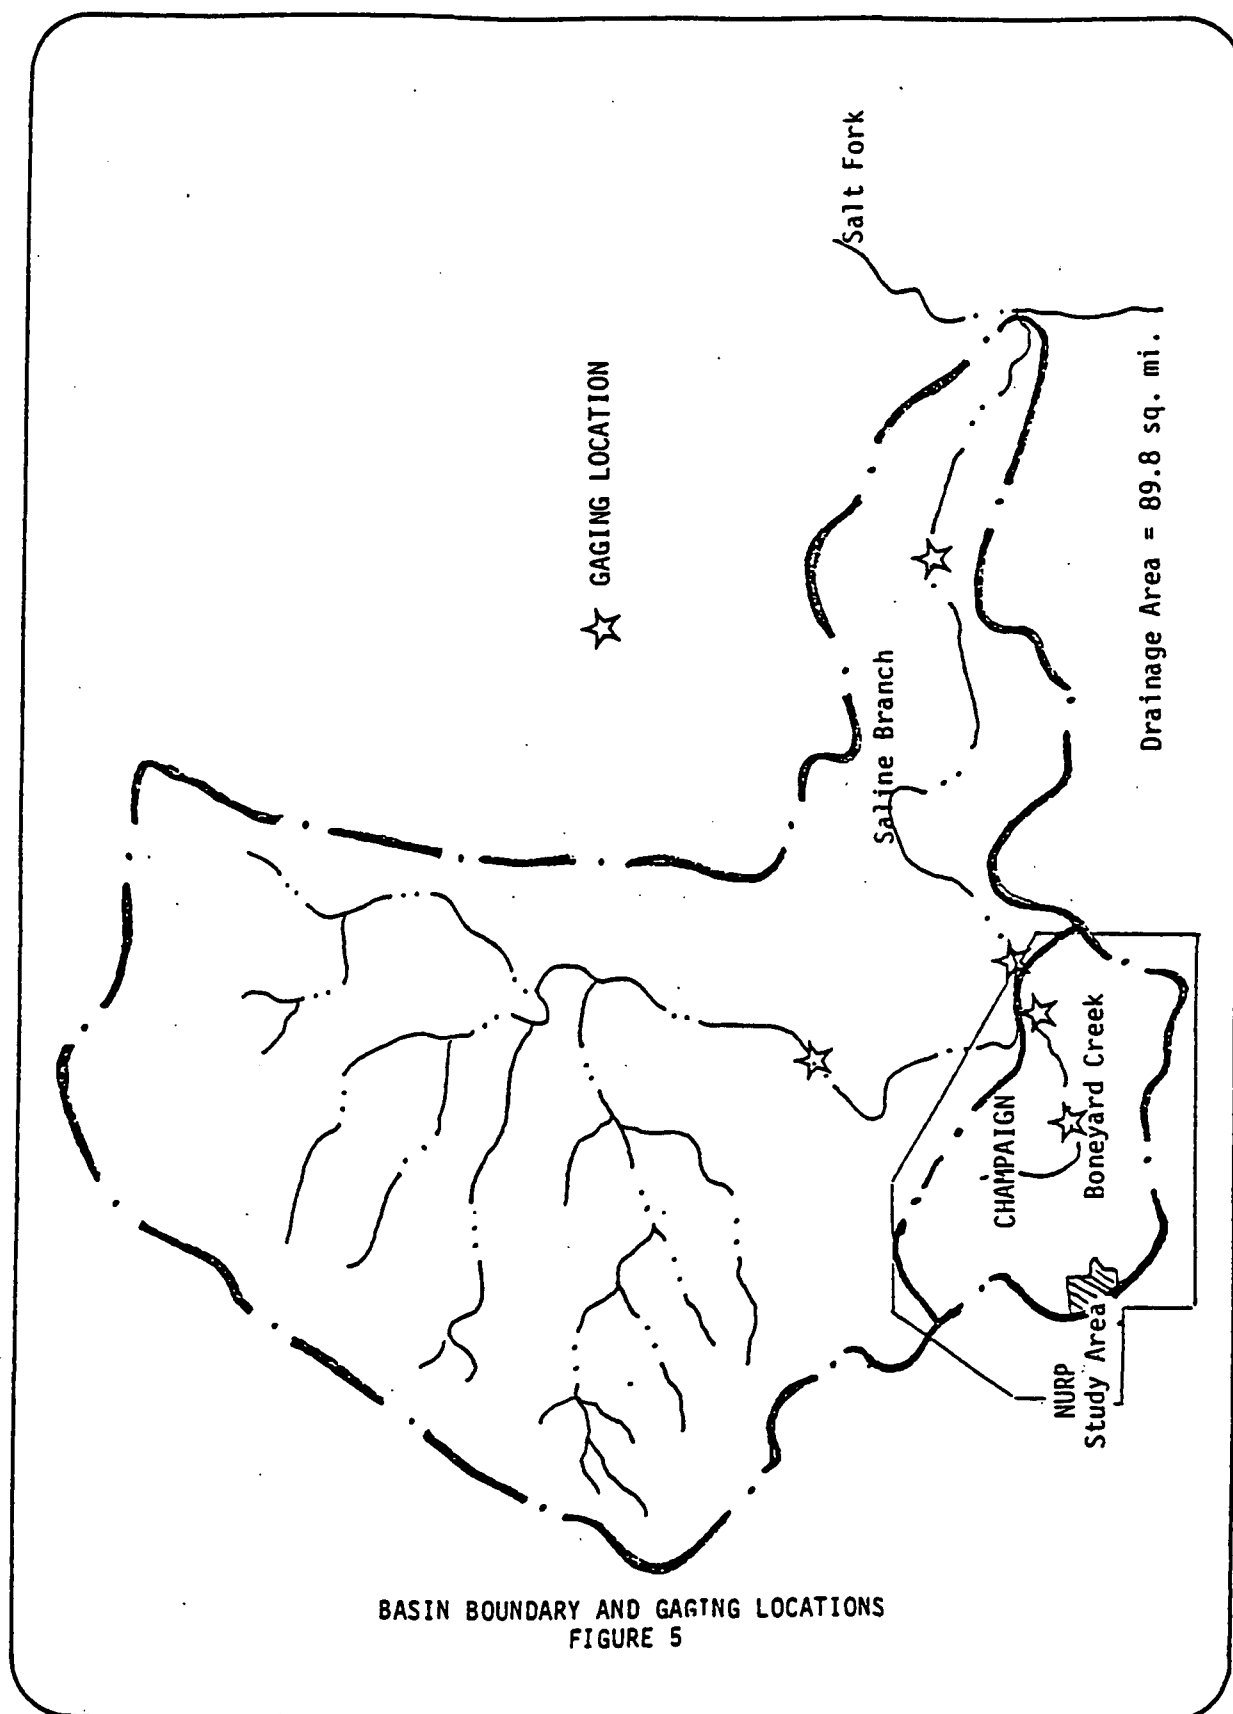 Salt Fork
GAGING LOCATION
Saline Branch
Drainage Area = 89.8 sq. mi.
CHAMPAIGN
Boneyard Creek
NURP
Study Area
BASIN BOUNDARY AND GAGING LOCATIONS
FIGURE 5